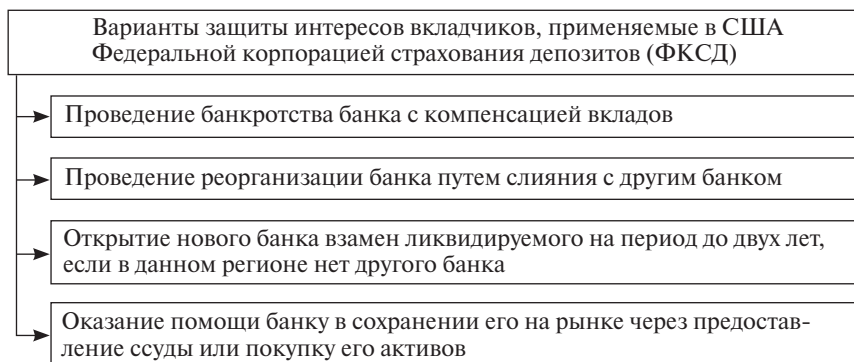 Варианты защиты интересов вкладчиков, применяемые в США
Федеральной корпорацией страхования депозитов (ФКСД)
Проведение банкротства банка с компенсацией вкладов
Проведение реорганизации банка путем слияния с другим банком
Открытие нового банка взамен ликвидируемого на период до двух лет,
если в данном регионе нет другого банка
Оказание помощи банку в сохранении его на рынке через предостав-
ление ссуды или покупку его активов